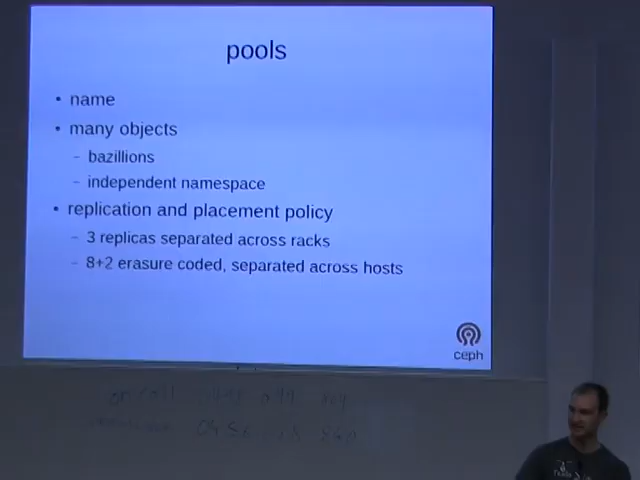 pools
• name
• many objects
– bazillions
– independent namespace
• replication and placement policy
– 3 replicas separated across racks
– 8+2 erasure coded, separated across hosts
ceph